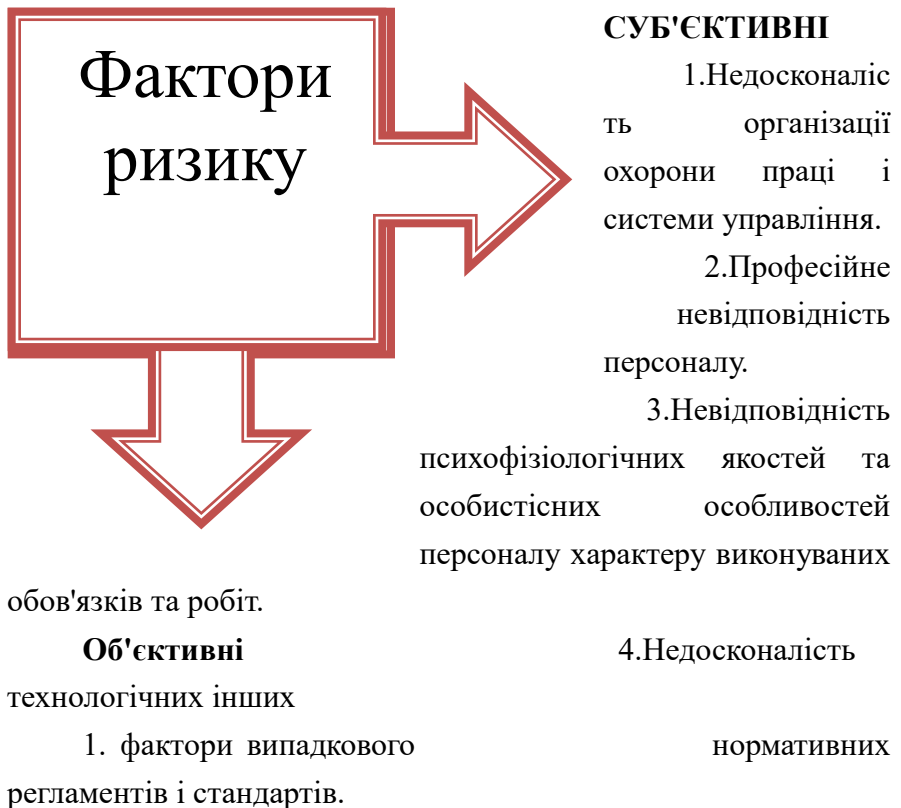 Фактори
ризику
СУБ'ЄКТИВНІ
1.Недосконаліс
ть організації
охорони праці і
системи управління.
2.Професійне
невідповідність
персоналу.
3.Невідповідність
психофізіологічних якостей та
особистісних особливостей
персоналу характеру виконуваних
обов'язків та робіт.
Об'єктивні 4.Недосконалість
технологічних інших
1. фактори випадкового нормативних
регламентів і стандартів.